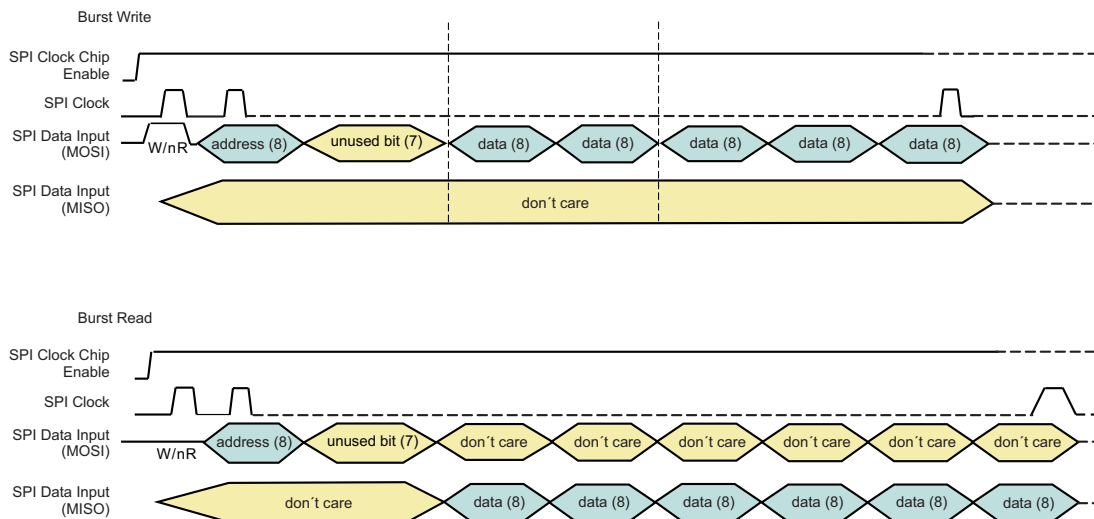 Burst Write
SPI Clock Chip
Enable
SPI Clock
SPI Data Input
(MOSI)
W/nR
address (8)
unused bit (7)
data (8)
data (8)
data (8)
data (8)
data (8)
SPI Data Input
(MISO)
don´t care
Burst Read
SPI Clock Chip
Enable
SPI Clock
SPI Data Input
(MOSI)
W/nR
address (8)
unused bit (7)
don´t care
don´t care
don´t care
don´t care
don´t care
don´t care
SPI Data Input
(MISO)
don´t care
data (8)
data (8)
data (8)
data (8)
data (8)
data (8)